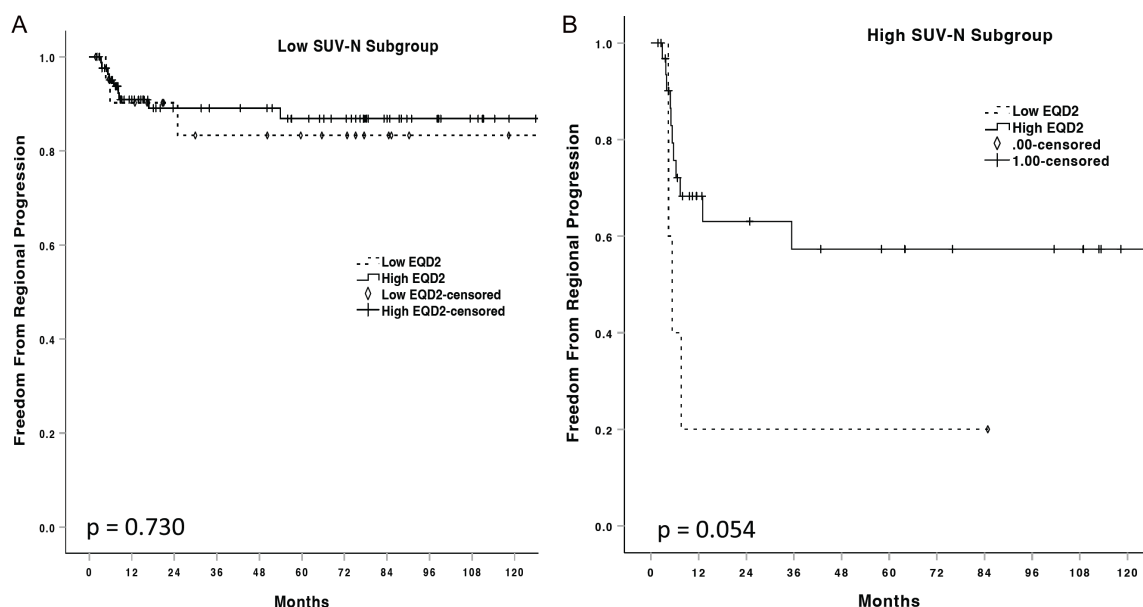 A
Low SUV-N Subgroup
Freedom From Regional Progression
1.0
0.8
0.6
0.4
0.2
0.0
Low EQD2
High EQD2
Low EQD2-censored
High EQD2-censored
p = 0.730
0 12 24 36 48 60 72 84 96 108 120
Months
B
High SUV-N Subgroup
Freedom From Regional Progression
1.0
0.8
0.6
0.4
0.2
0.0
Low EQD2
High EQD2
.00-censored
1.00-censored
p = 0.054
0 12 24 36 48 60 72 84 96 108 120
Months